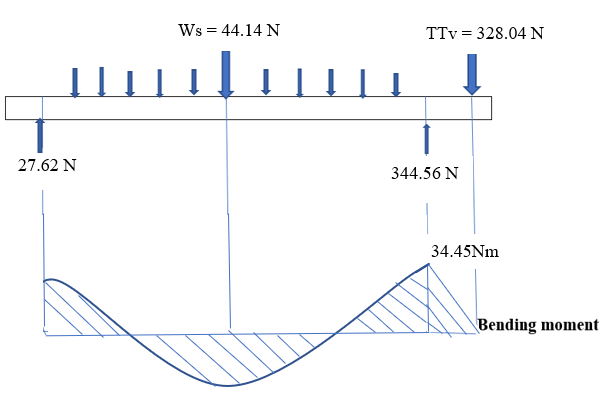 Ws = 44.14 N
TTv = 328.04 N
27.62 N
344.56 N
34.45Nm
Bending moment